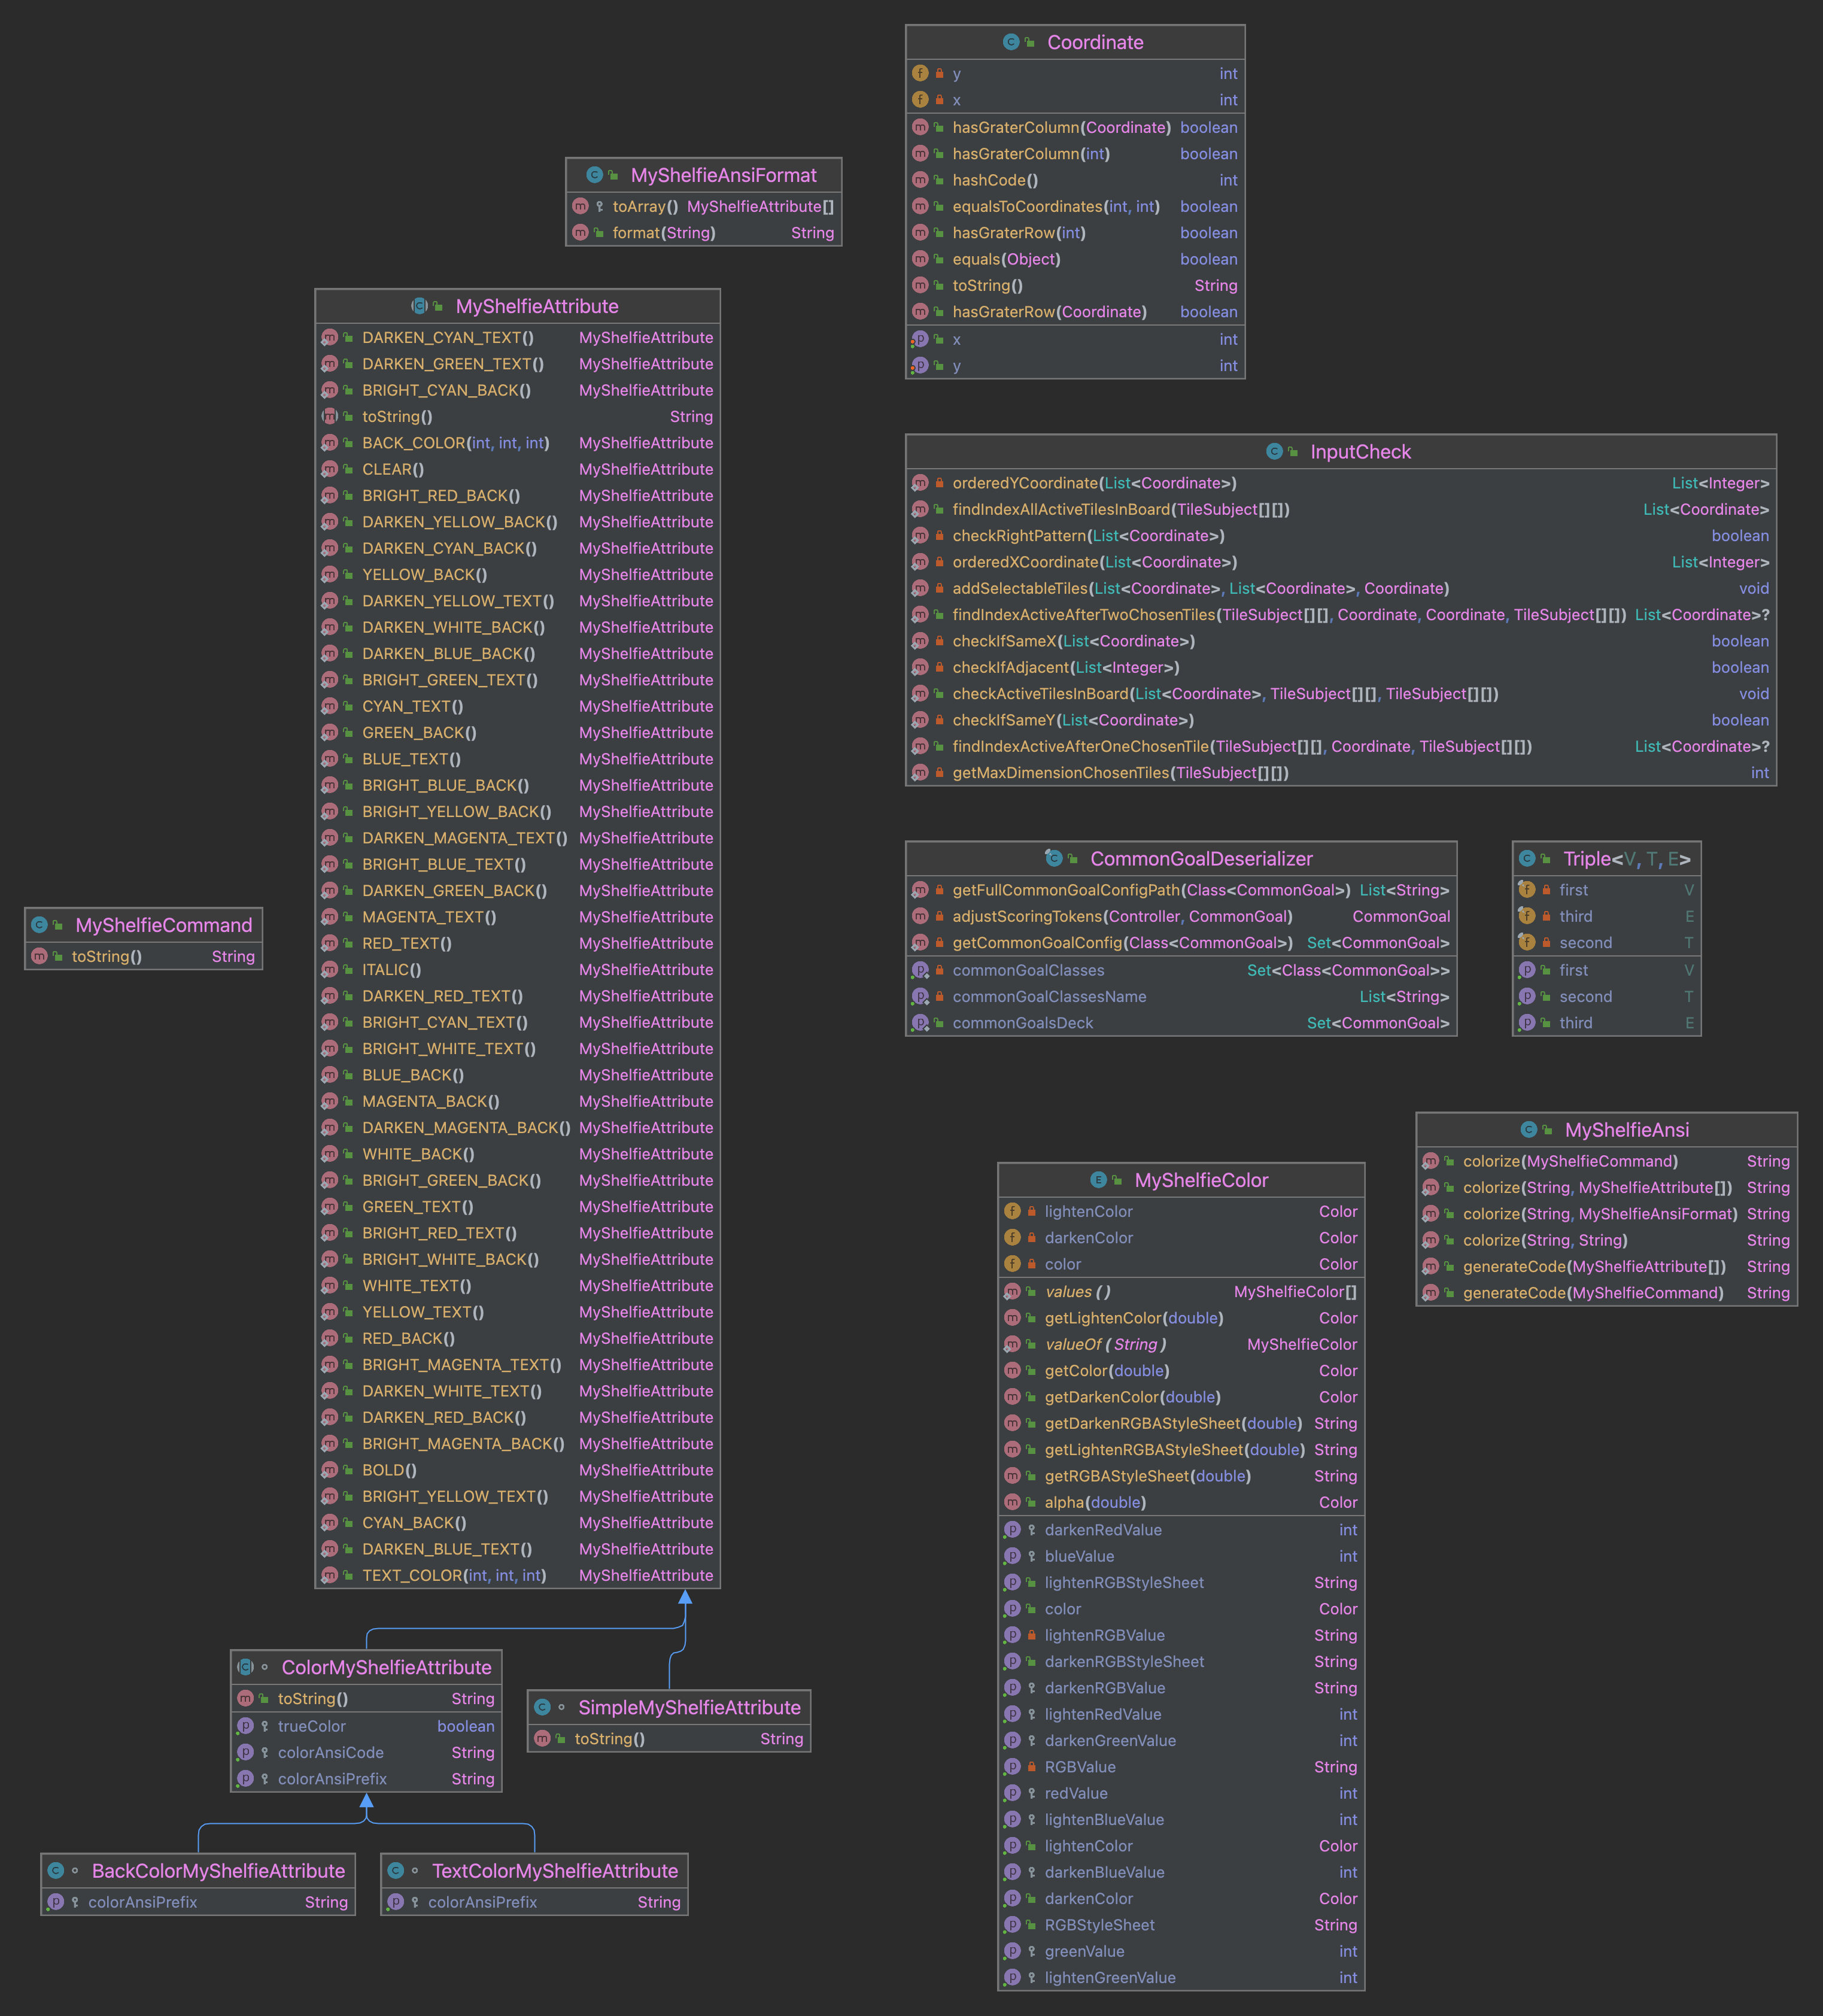 Coordinate
y int
x int
hasGraterColumn(Coordinate) boolean
hasGraterColumn(int) boolean
hashCode() int
equalsToCoordinates(int, int) boolean
hasGraterRow(int) boolean
equals(Object) boolean
toString() String
hasGraterRow(Coordinate) boolean
x int
y int
MyShelfieAnsiFormat
toArray() MyShelfieAttribute[]
format(String) String
MyShelfieAttribute
DARKEN_CYAN_TEXT() MyShelfieAttribute
DARKEN_GREEN_TEXT() MyShelfieAttribute
BRIGHT_CYAN_BACK() MyShelfieAttribute
toString() String
BACK_COLOR(int, int, int) MyShelfieAttribute
CLEAR() MyShelfieAttribute
BRIGHT_RED_BACK() MyShelfieAttribute
DARKEN_YELLOW_BACK() MyShelfieAttribute
DARKEN_CYAN_BACK() MyShelfieAttribute
YELLOW_BACK() MyShelfieAttribute
DARKEN_YELLOW_TEXT() MyShelfieAttribute
DARKEN_WHITE_BACK() MyShelfieAttribute
DARKEN_BLUE_BACK() MyShelfieAttribute
BRIGHT_GREEN_TEXT() MyShelfieAttribute
CYAN_TEXT() MyShelfieAttribute
GREEN_BACK() MyShelfieAttribute
BLUE_TEXT() MyShelfieAttribute
BRIGHT_BLUE_BACK() MyShelfieAttribute
BRIGHT_YELLOW_BACK() MyShelfieAttribute
DARKEN_MAGENTA_TEXT() MyShelfieAttribute
BRIGHT_BLUE_TEXT() MyShelfieAttribute
DARKEN_GREEN_BACK() MyShelfieAttribute
MAGENTA_TEXT() MyShelfieAttribute
RED_TEXT() MyShelfieAttribute
ITALIC() MyShelfieAttribute
DARKEN_RED_TEXT() MyShelfieAttribute
BRIGHT_CYAN_TEXT() MyShelfieAttribute
BRIGHT_WHITE_TEXT() MyShelfieAttribute
BLUE_BACK() MyShelfieAttribute
MAGENTA_BACK() MyShelfieAttribute
DARKEN_MAGENTA_BACK() MyShelfieAttribute
WHITE_BACK() MyShelfieAttribute
BRIGHT_GREEN_BACK() MyShelfieAttribute
GREEN_TEXT() MyShelfieAttribute
BRIGHT_RED_TEXT() MyShelfieAttribute
BRIGHT_WHITE_BACK() MyShelfieAttribute
WHITE_TEXT() MyShelfieAttribute
YELLOW_TEXT() MyShelfieAttribute
RED_BACK() MyShelfieAttribute
BRIGHT_MAGENTA_TEXT() MyShelfieAttribute
DARKEN_WHITE_TEXT() MyShelfieAttribute
DARKEN_RED_BACK() MyShelfieAttribute
BRIGHT_MAGENTA_BACK() MyShelfieAttribute
BOLD() MyShelfieAttribute
BRIGHT_YELLOW_TEXT() MyShelfieAttribute
CYAN_BACK() MyShelfieAttribute
DARKEN_BLUE_TEXT() MyShelfieAttribute
TEXT_COLOR(int, int, int) MyShelfieAttribute
InputCheck
orderedYCoordinate(List<Coordinate>) List<Integer>
findIndexAllActiveTilesInBoard(TileSubject[][]) List<Coordinate>
checkRightPattern(List<Coordinate>) boolean
orderedXCoordinate(List<Coordinate>) List<Integer>
addSelectableTiles(List<Coordinate>, List<Coordinate>, Coordinate) void
findIndexActiveAfterTwoChosenTiles(TileSubject[][], Coordinate, Coordinate, TileSubject[][]) List<Coordinate>?
checkIfSameX(List<Coordinate>) boolean
checkIfAdjacent(List<Integer>) boolean
checkActiveTilesInBoard(List<Coordinate>, TileSubject[][], TileSubject[][]) void
checkIfSameY(List<Coordinate>) boolean
findIndexActiveAfterOneChosenTile(TileSubject[][], Coordinate, TileSubject[][]) List<Coordinate>?
getMaxDimensionChosenTiles(TileSubject[][]) int
CommonGoalDeserializer
getFullCommonGoalConfigPath(Class<CommonGoal>) List<String>
adjustScoringTokens(Controller, CommonGoal) CommonGoal
getCommonGoalConfig(Class<CommonGoal>) Set<CommonGoal>
commonGoalClasses Set<Class<CommonGoal>>
commonGoalClassesName List<String>
commonGoalsDeck Set<CommonGoal>
Triple<V, T, E>
first V
third E
second T
first V
second T
third E
MyShelfieCommand
toString() String
MyShelfieAnsi
colorize(MyShelfieCommand) String
colorize(String, MyShelfieAttribute[]) String
colorize(String, MyShelfieAnsiFormat) String
colorize(String, String) String
generateCode(MyShelfieAttribute[]) String
generateCode(MyShelfieCommand) String
MyShelfieColor
lightenColor Color
darkenColor Color
color Color
values () MyShelfieColor[]
getLightenColor(double) Color
valueOf (String ) MyShelfieColor
getColor(double) Color
getDarkenColor(double) Color
getDarkenRGBAStyleSheet(double) String
getLightenRGBAStyleSheet(double) String
getRGBAStyleSheet(double) String
alpha(double) Color
darkenRedValue int
blueValue int
lightenRGBStyleSheet String
color Color
lightenRGBValue String
darkenRGBStyleSheet String
darkenRGBValue String
lightenRedValue int
darkenGreenValue int
RGBValue String
redValue int
lightenBlueValue int
lightenColor Color
darkenBlueValue int
darkenColor Color
RGBStyleSheet String
greenValue int
lightenGreenValue int
ColorMyShelfieAttribute
toString() String
trueColor boolean
colorAnsiCode String
colorAnsiPrefix String
SimpleMyShelfieAttribute
toString() String
BackColorMyShelfieAttribute
colorAnsiPrefix String
TextColorMyShelfieAttribute
colorAnsiPrefix String